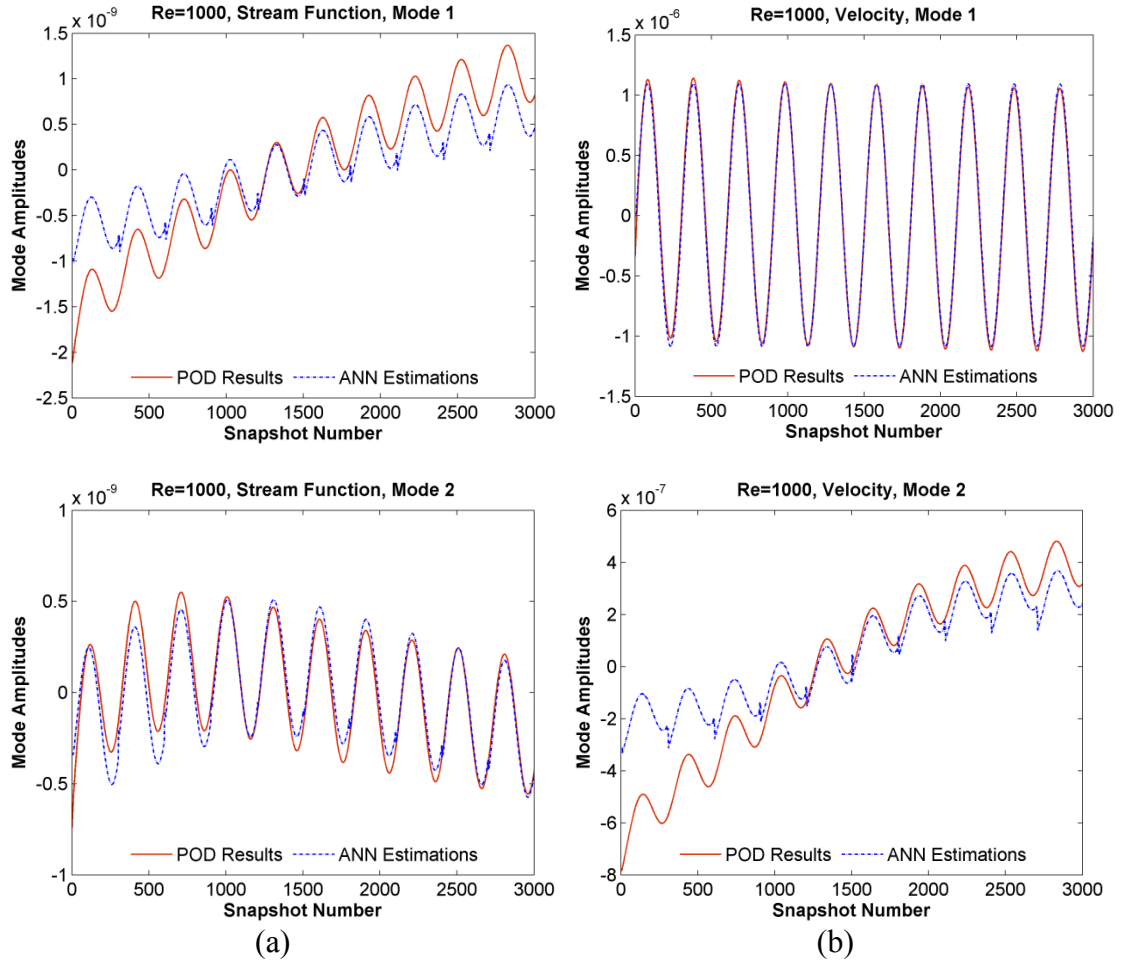 Re=1000, Stream Function, Mode 1
x 10-9
1.5
1
0.5
0
-0.5
-1
-1.5
-2
-2.5
Mode Amplitudes
POD Results ANN Estimations
0 500 1000 1500 2000 2500 3000
Snapshot Number
Re=1000, Velocity, Mode 1
x 10-6
1.5
1
0.5
0
-0.5
-1
-1.5
Mode Amplitudes
POD Results ANN Estimations
0 500 1000 1500 2000 2500 3000
Snapshot Number
Re=1000, Stream Function, Mode 2
x 10-9
1
0.5
0
-0.5
-1
Mode Amplitudes
POD Results ANN Estimations
0 500 1000 1500 2000 2500 3000
Snapshot Number
(a)
Re=1000, Velocity, Mode 2
x 10-7
6
4
2
0
-2
-4
-6
-8
Mode Amplitudes
POD Results ANN Estimations
0 500 1000 1500 2000 2500 3000
Snapshot Number
(b)